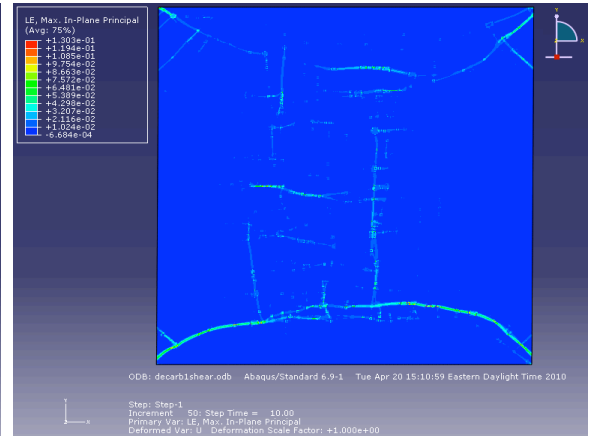 LE, Max. In-Plane Principal
(Avg: 75%)
+1.303e-01
+1.194e-01
+1.085e-01
+9.754e-02
+8.663e-02
+7.572e-02
+6.481e-02
+5.389e-02
+4.298e-02
+3.207e-02
+2.116e-02
+1.024e-02
-6.684e-04
Y
X
ODB: decarb1shear.odb Abaqus/Standard 6.9-1 Tue Apr 20 15:10:59 Eastern Daylight Time 2010
Y
X
Step: Step-1
Increment 50: Step Time = 10.00
Primary Var: LE, Max. In-Plane Principal
Deformed Var: U Deformation Scale Factor: +1.000e+00